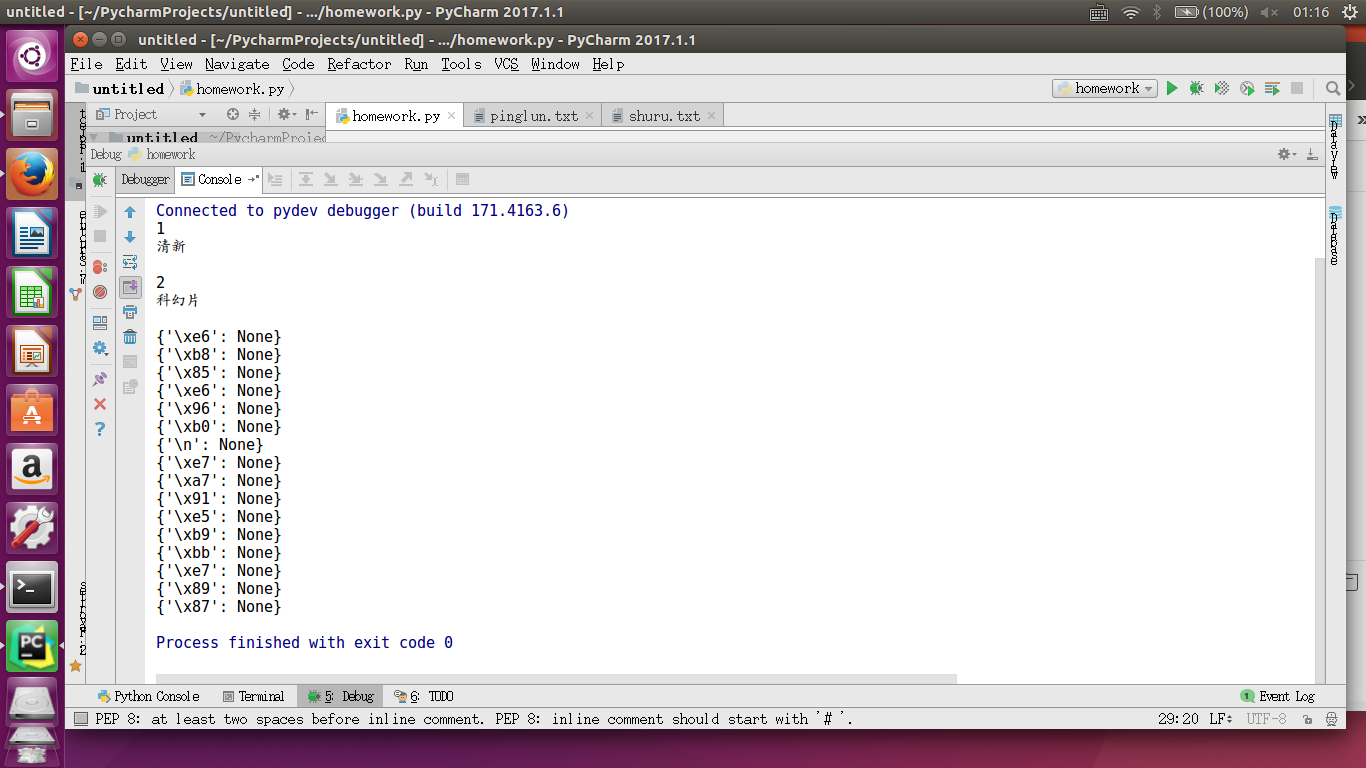 untitled - [~/PycharmProjects/untitled] - .../homework.py - PyCharm 2017.1.1
(100%)
01:16
untitled - [~/PycharmProjects/untitled] - .../homework.py - PyCharm 2017.1.1
File Edit View Navigate Code Refactor Run Tools VCS Window Help
untitled homework.py
homework
Project
homework.py pinglun.txt shuru.txt
untitled ~/PycharmProjec
Debug homework
Debugger Console
Connected to pydev debugger (build 171.4163.6)
1
清新
2
科幻片
{'\xe6': None}
{'\xb8': None}
{'\x85': None}
{'\xe6': None}
{'\x96': None}
{'\xb0': None}
{'\n': None}
{'\xe7': None}
{'\xa7': None}
{'\x91': None}
{'\xe5': None}
{'\xb9': None}
{'\xbb': None}
{'\xe7': None}
{'\x89': None}
{'\x87': None}
Process finished with exit code 0
Python Console Terminal 5: Debug 6: TODO
1 Event Log
PEP 8: at least two spaces before inline comment. PEP 8: inline comment should start with '# '.
29:20 LF UTF-8